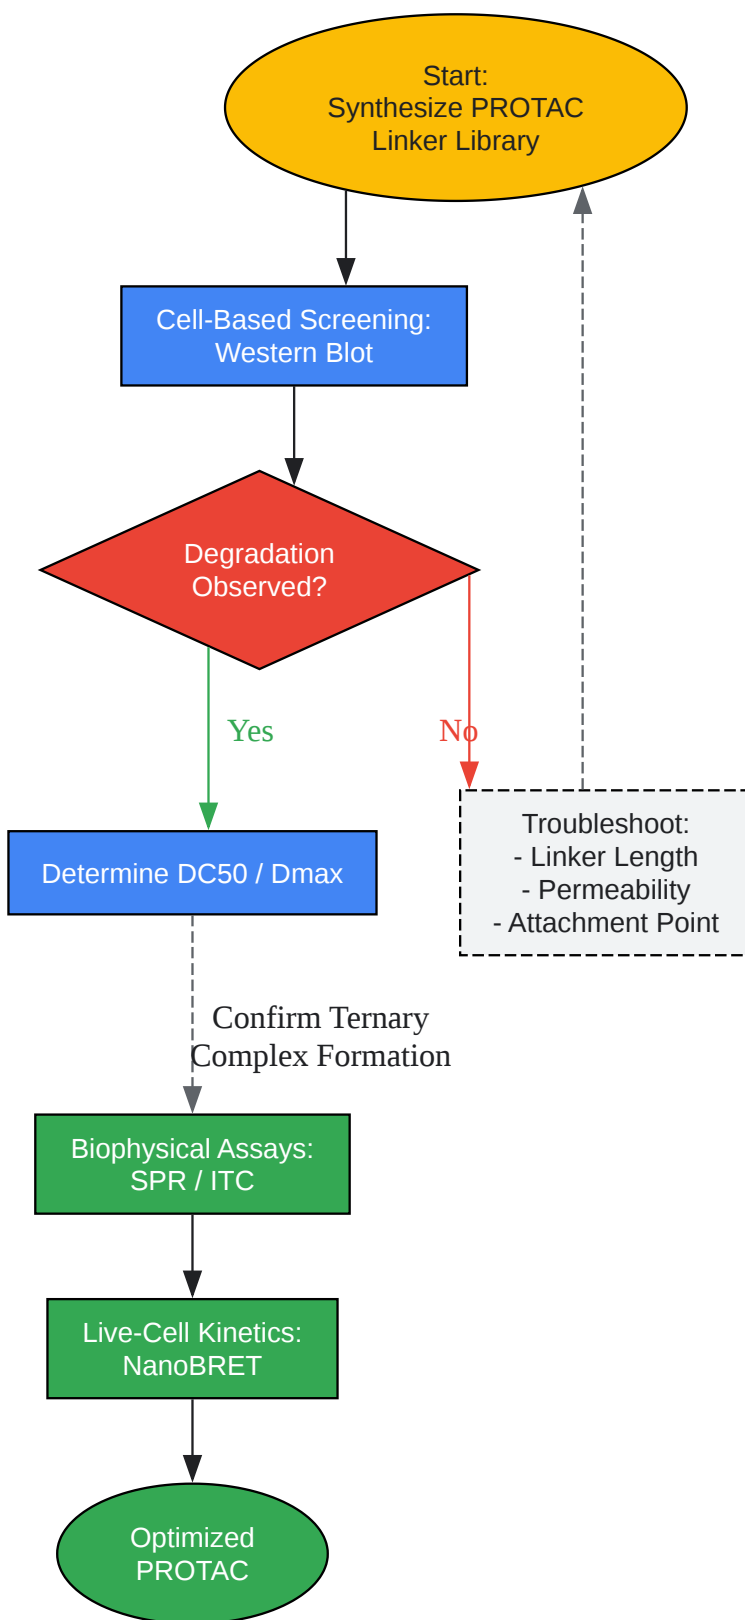 Start:
Synthesize PROTAC
Linker Library
Cell-Based Screening:
Western Blot
Degradation
Observed?
Yes
No
Determine DC50 / Dmax
Troubleshoot:
- Linker Length
- Permeability
- Attachment Point
Confirm Ternary
Complex Formation
Biophysical Assays:
SPR / ITC
Live-Cell Kinetics:
NanoBRET
Optimized
PROTAC